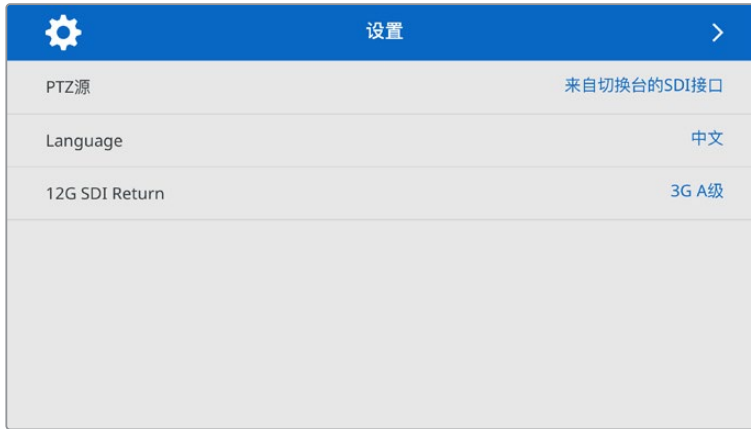 设置
PTZ源 来自切换台的SDI接口
Language 中文
12G SDI Return 3G A级